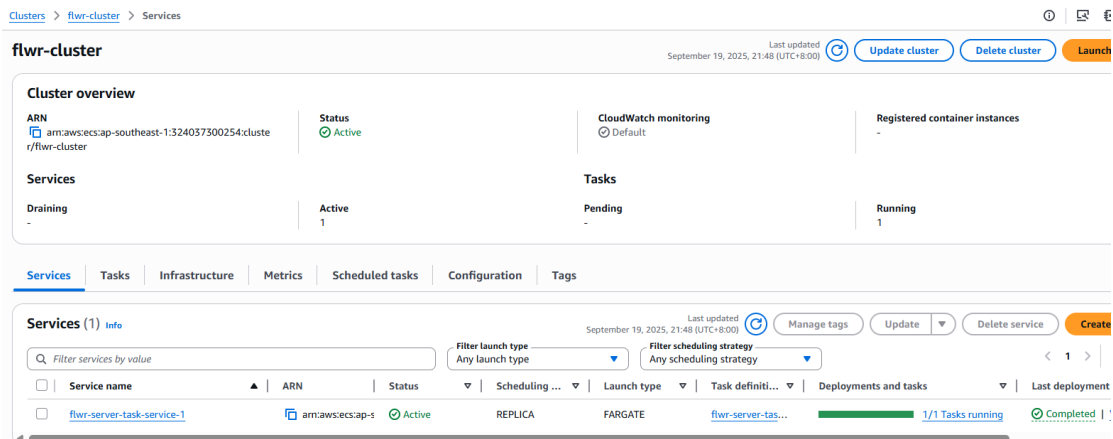 Clusters > flwr-cluster > Services
flwr-cluster
Last updated
September 19, 2025, 21:48 (UTC+8:00)
Update cluster
Delete cluster
Launch
Cluster overview
ARN
arn:aws:ecs:ap-southeast-1:324037300254:cluste
r/flwr-cluster
Status
Active
CloudWatch monitoring
Default
Registered container instances
-
Services
Tasks
Draining
-
Active
1
Pending
-
Running
1
Services Tasks Infrastructure Metrics Scheduled tasks Configuration Tags
Services (1) Info
Last updated
September 19, 2025, 21:48 (UTC+8:00)
Manage tags
Update
Delete service
Create
Filter services by value
Filter launch type
Any launch type
Filter scheduling strategy
Any scheduling strategy
< 1 >
Service name ARN Status Scheduling ... Launch type Task definiti... Deployments and tasks Last deployment
flwr-server-task-service-1 arn:aws:ecs:ap-s Active REPLICA FARGATE flwr-server-tas... 1/1 Tasks running Completed |